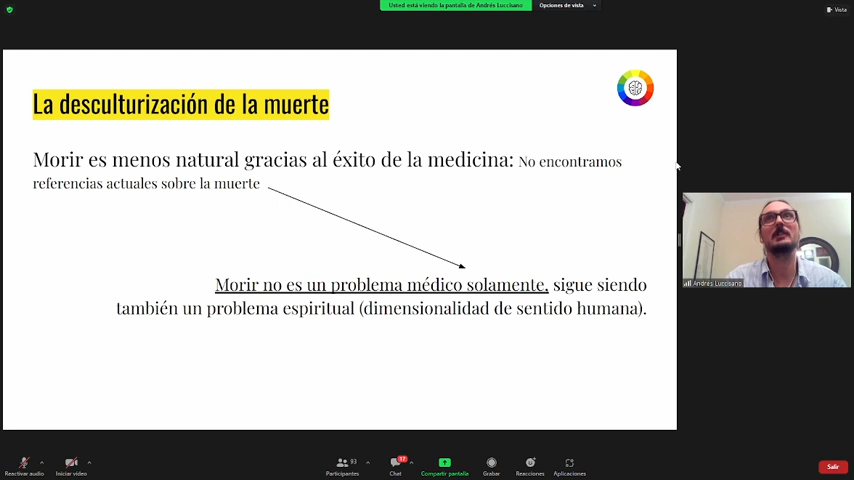 Usted está viendo la pantalla de Andrés Luccisano
Opciones de vista
Vista
La desculturización de la muerte
Morir es menos natural gracias al éxito de la medicina: No encontramos
referencias actuales sobre la muerte
Morir no es un problema médico solamente, sigue siendo
también un problema espiritual (dimensionalidad de sentido humana).
Andrés Luccisano
Reactivar audio
Iniciar video
93
Participantes
17
Chat
Compartir pantalla
Grabar
Reacciones
Aplicaciones
Salir